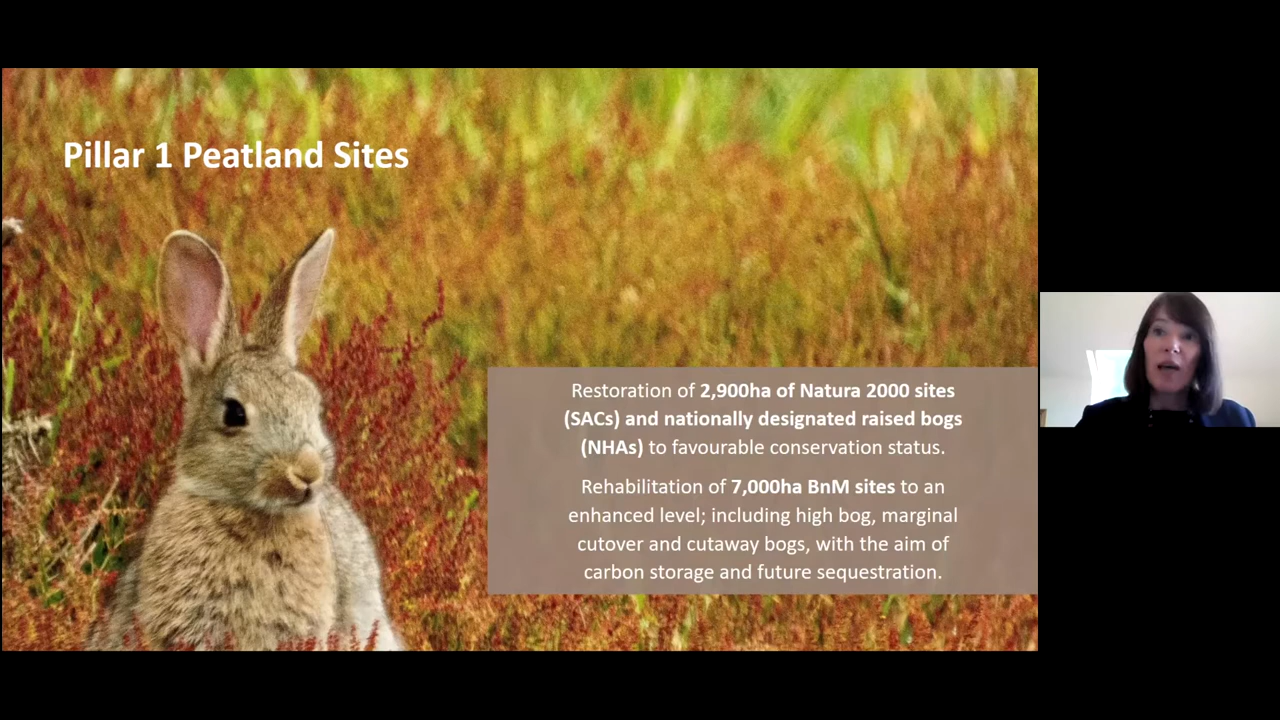 Pillar 1 Peatland Sites
Restoration of 2,900ha of Natura 2000 sites
(SACs) and nationally designated raised bogs
(NHAs) to favourable conservation status.
Rehabilitation of 7,000ha BnM sites to an
enhanced level; including high bog, marginal
cutover and cutaway bogs, with the aim of
carbon storage and future sequestration.